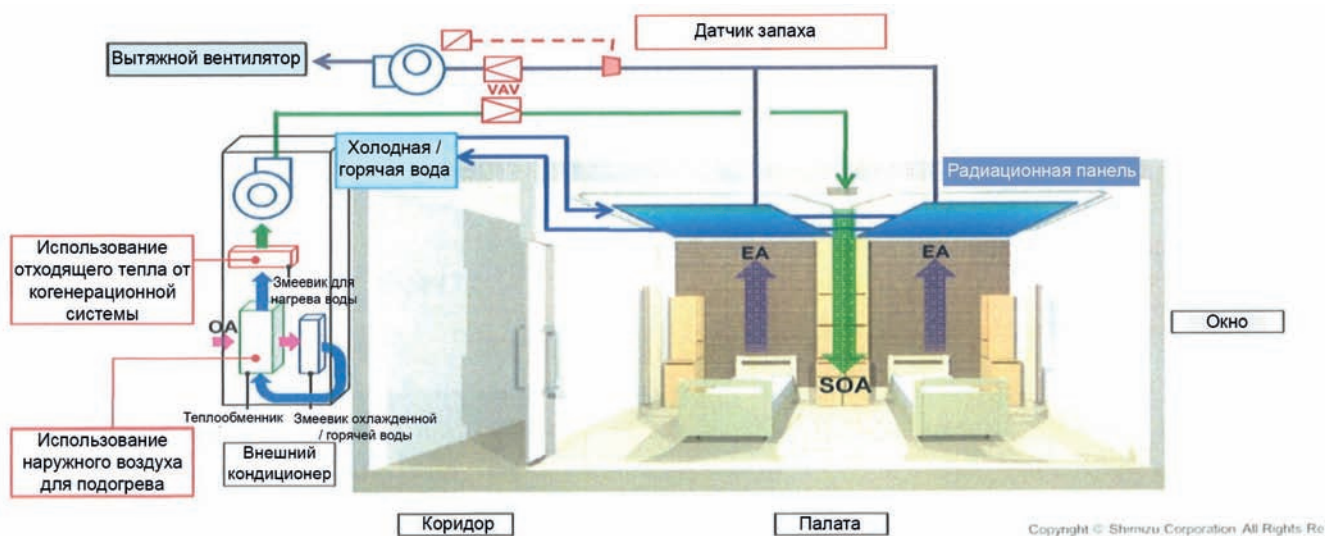 Датчик запаха
Вытяжной вентилятор
VAV
Холодная /
горячая вода
Радиационная панель
Использование
отходящего тепла от
когенерационной
системы
Змеевик для
нагрева воды
EA
EA
OA
Окно
SOA
Теплообменник
Змеевик охлажденной
/ горячей воды
Использование
наружного воздуха
для подогрева
Внешний
кондиционер
Коридор
Палата
Copyright © Shimizu Corporation All Rights Re